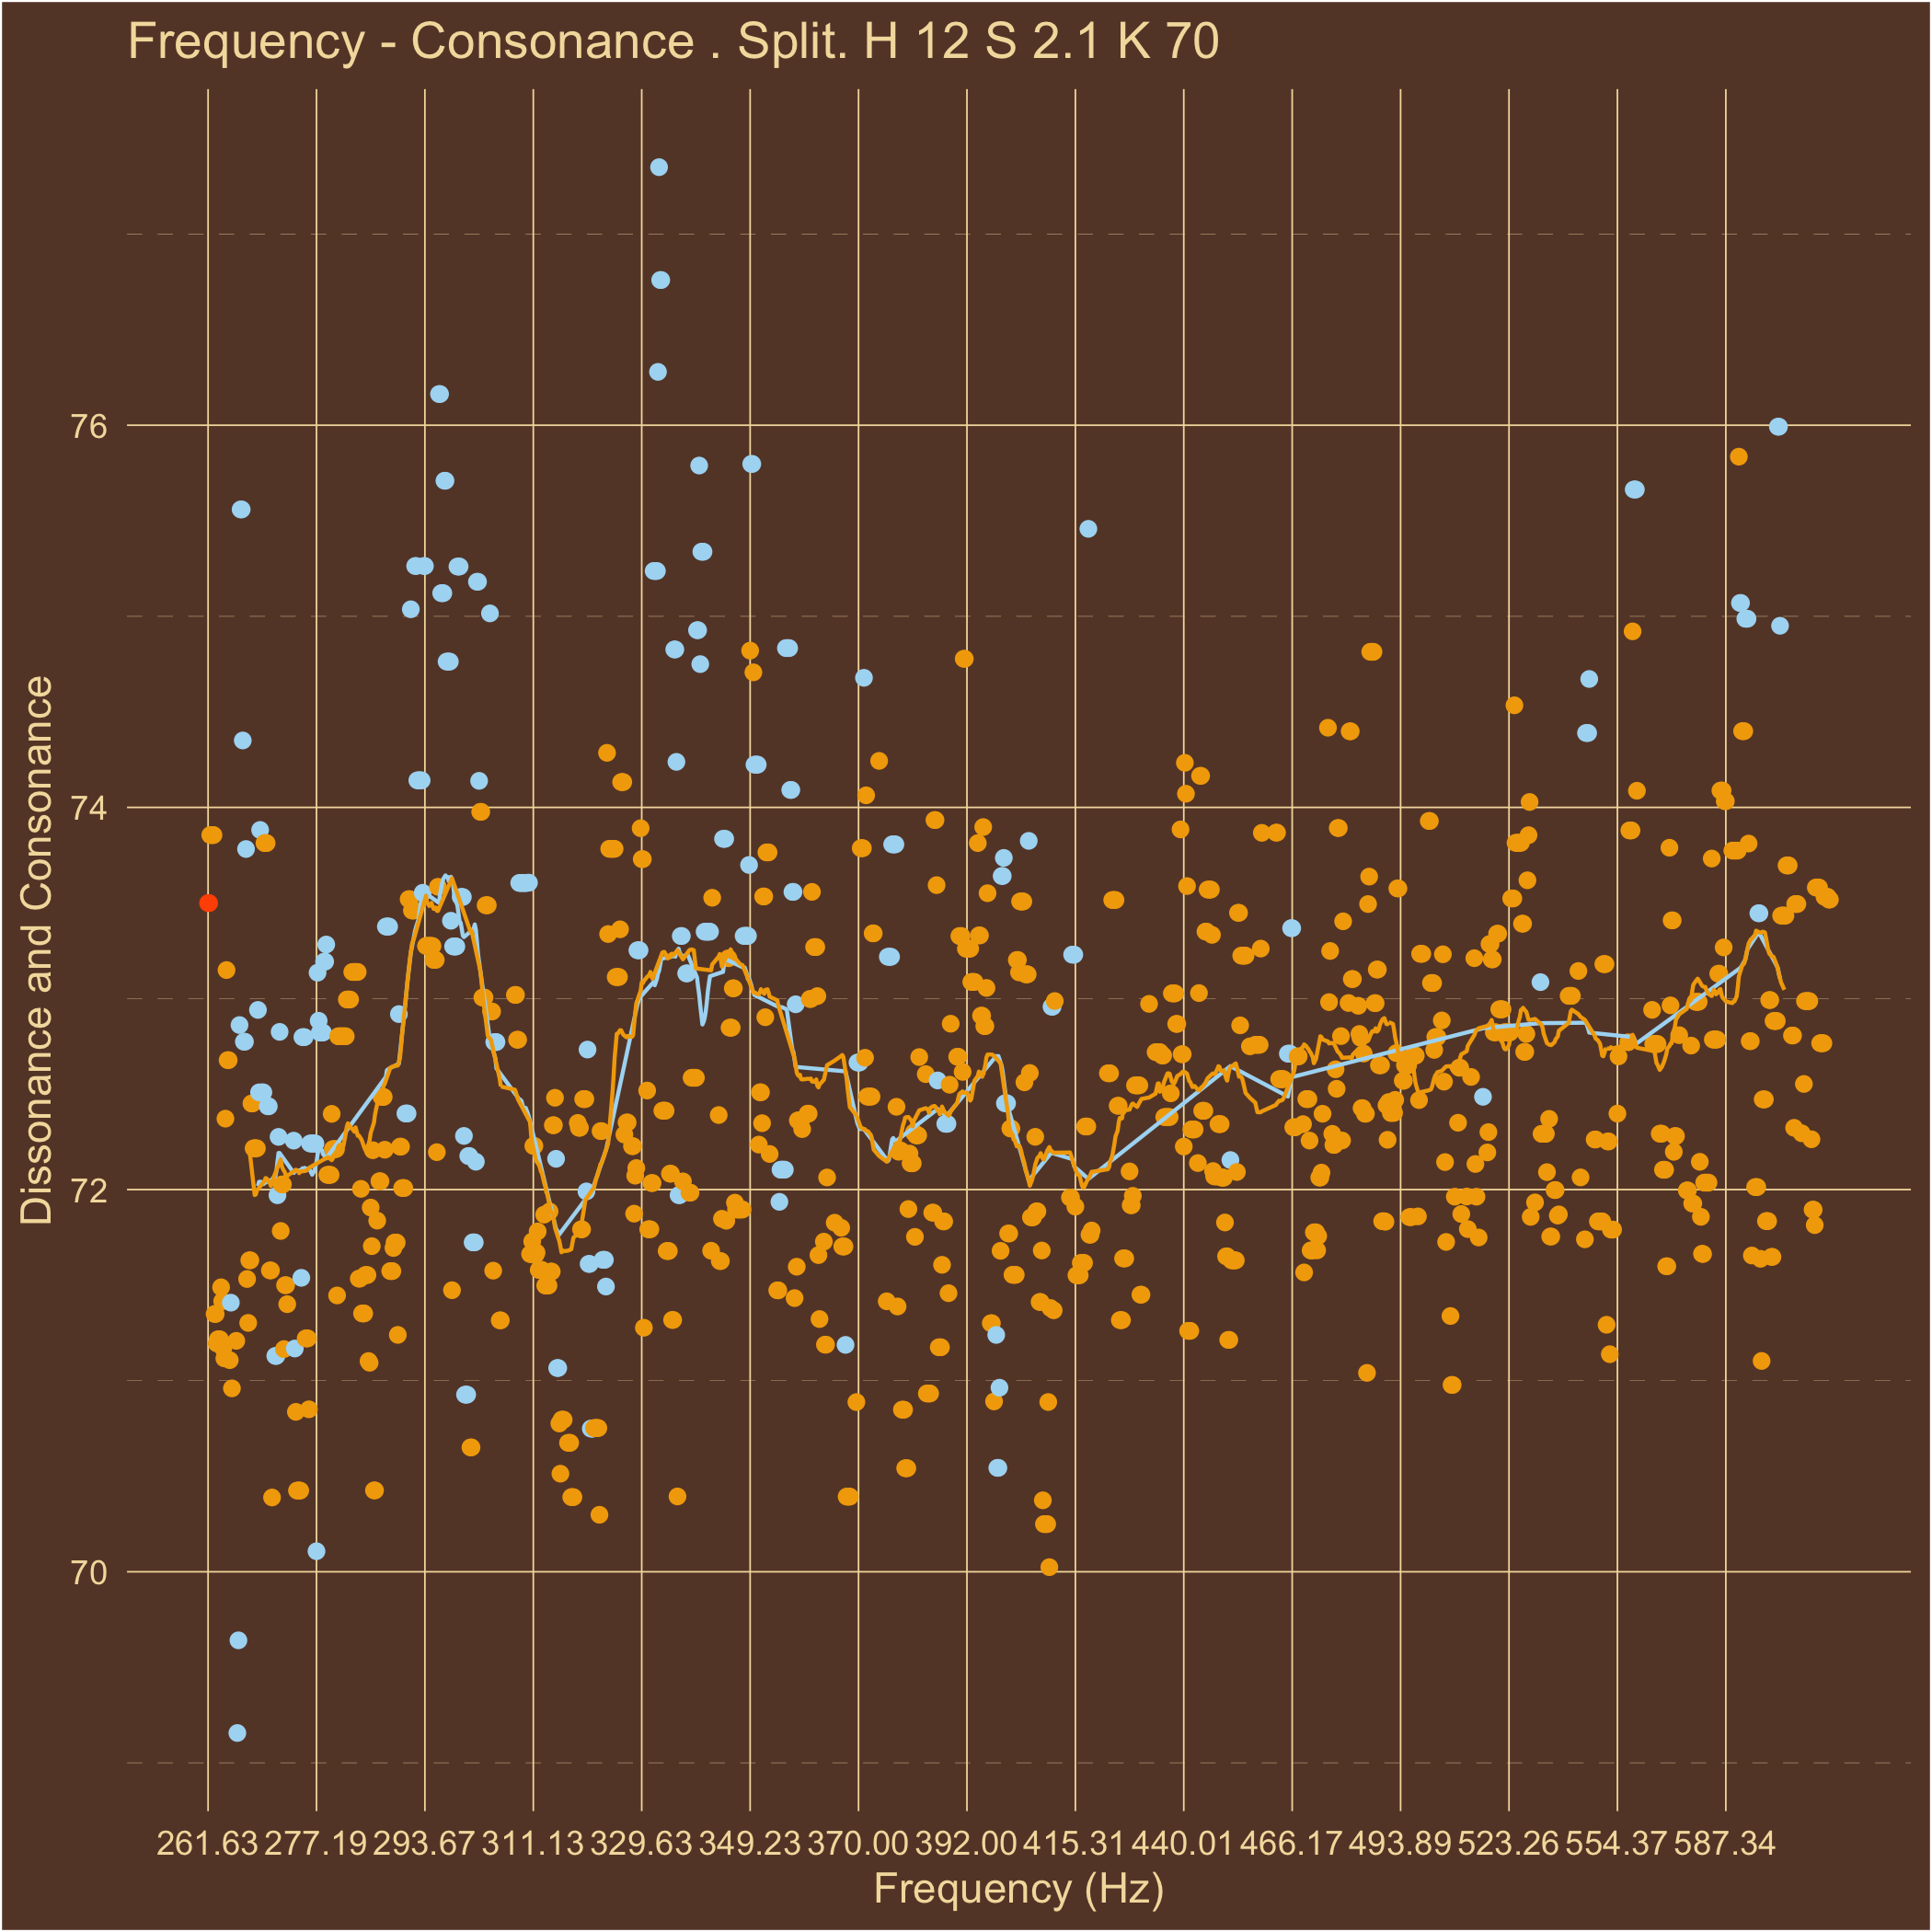 Frequency - Consonance . Split. H 12 S 2.1 K 70
Dissonance and Consonance
76
74
72
70
261.63 277.19 293.67 311.13 329.63 349.23 370.00 392.00 415.31 440.01 466.17 493.89 523.26 554.37 587.34
Frequency (Hz)